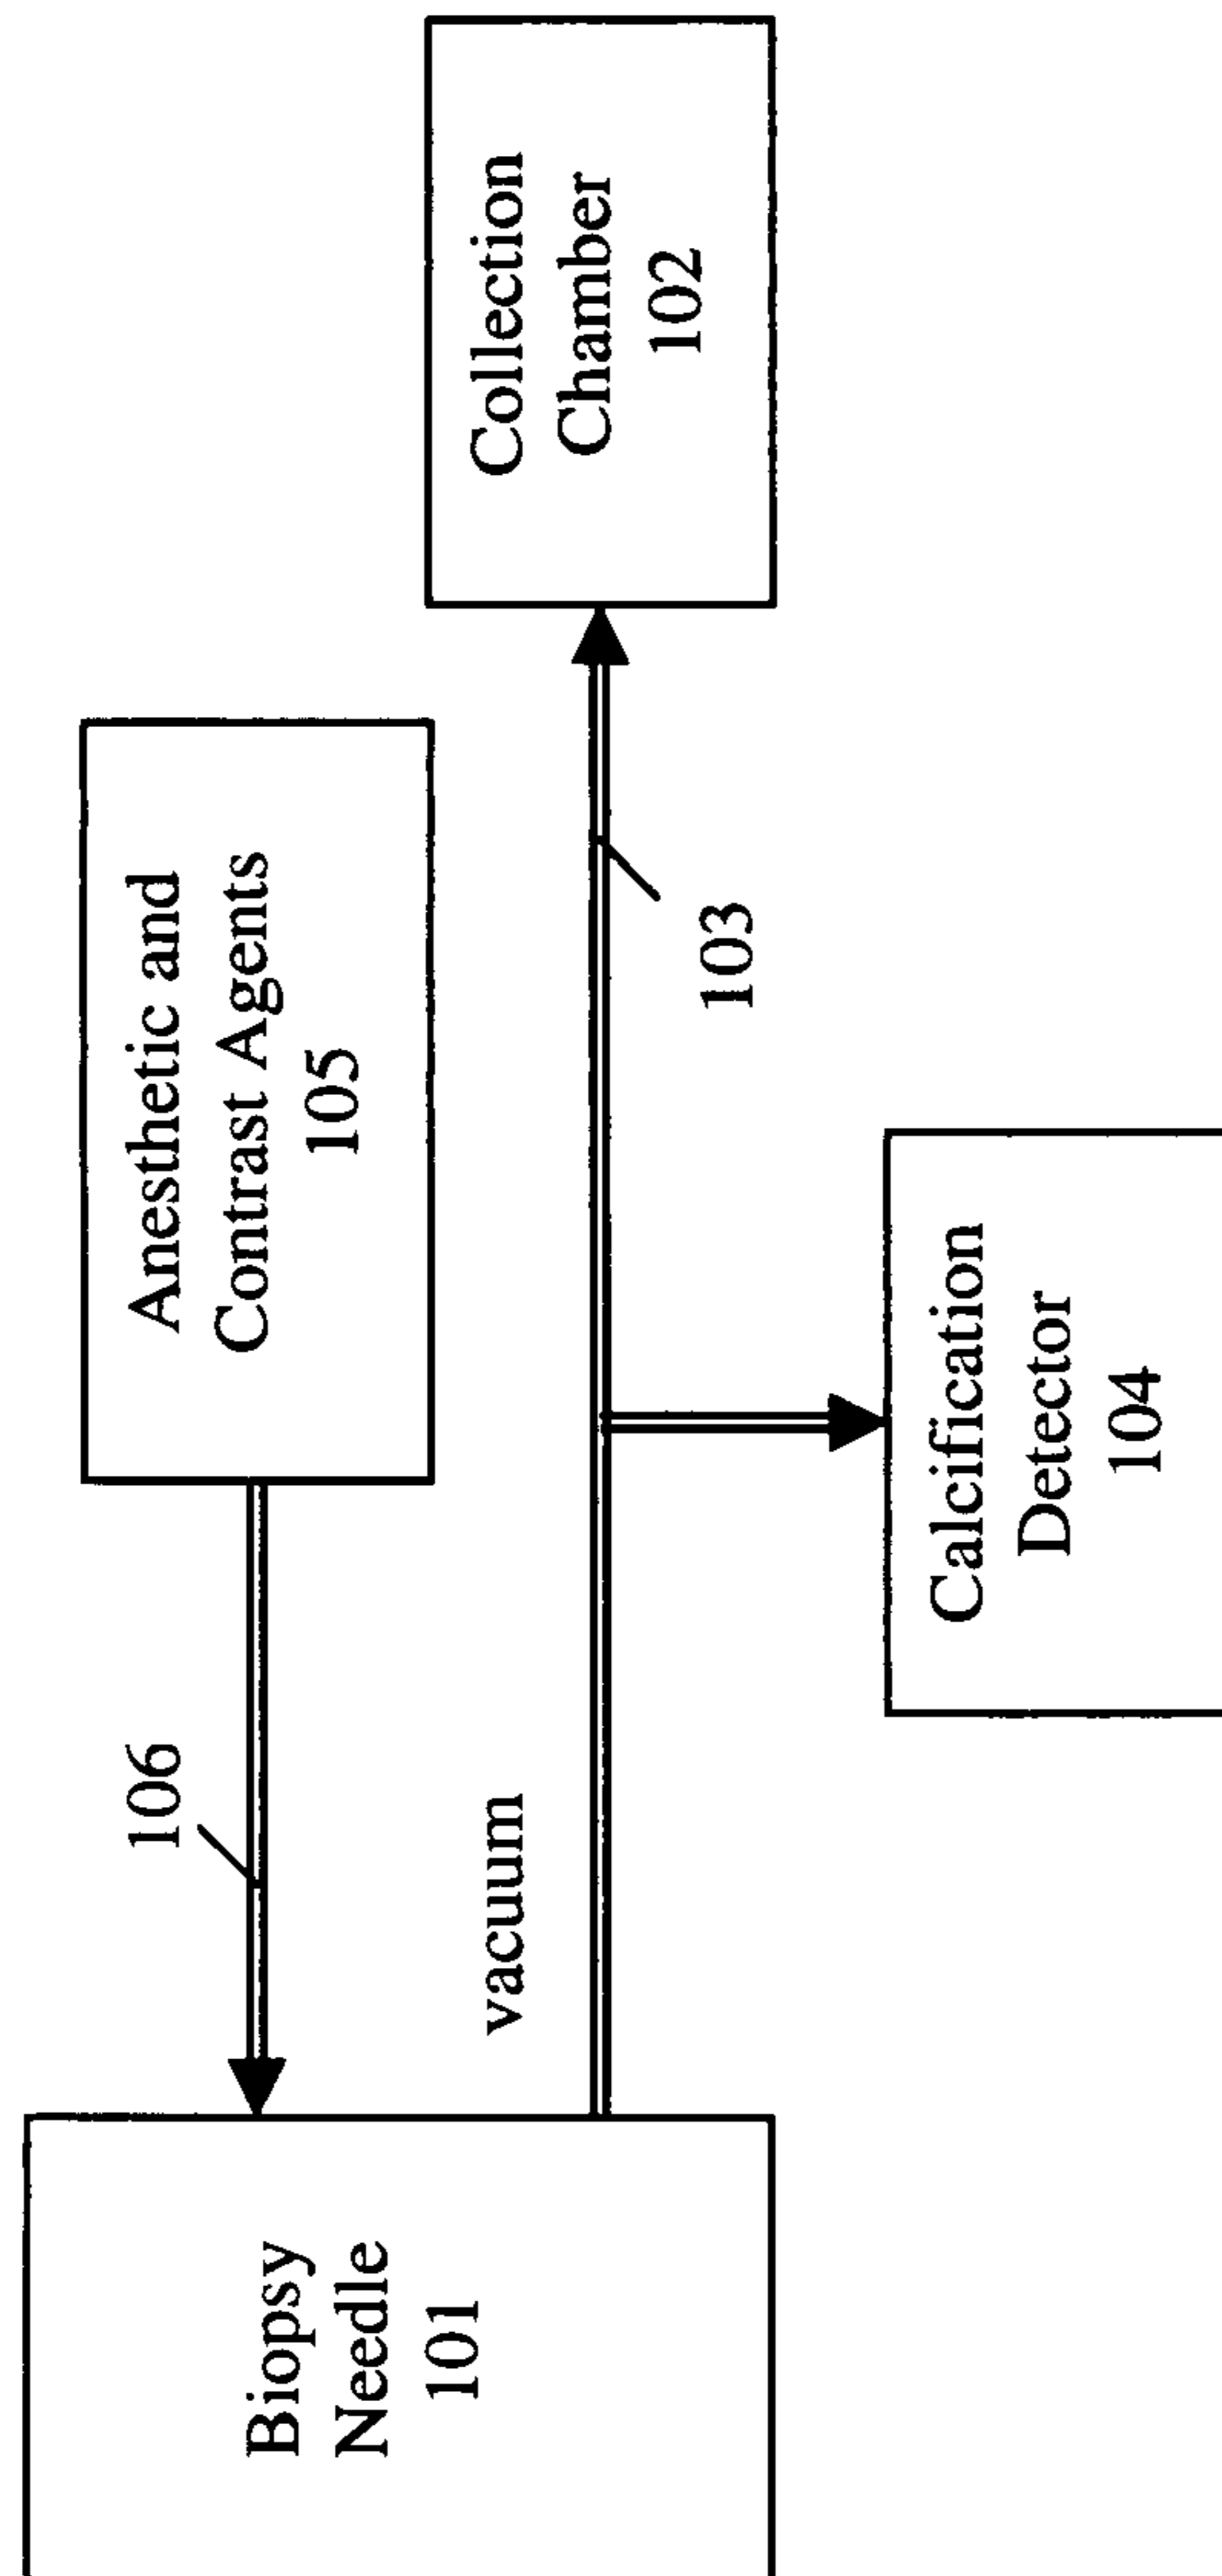 Anesthetic and
Contrast Agents
105
106
Biopsy
Needle
101
vacuum
Collection
Chamber
102
103
Calcification
Detector
104